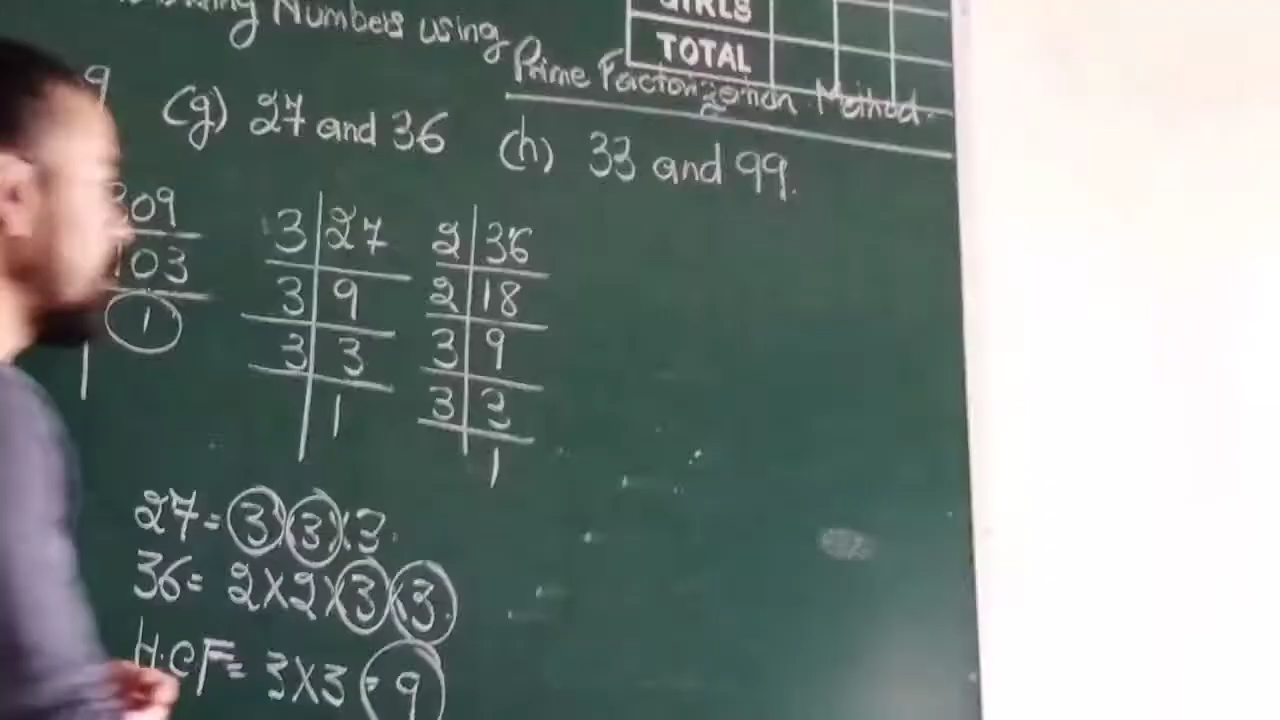 GIRLS
TOTAL
Numbers using Prime Factorization Method.
9
(g) 27 and 36
(h) 33 and 99.
309
103
1
3 | 27
3 | 9
3 | 3
1
2 | 36
2 | 18
3 | 9
3 | 3
1
27 = 3 × 3 × 3.
36 = 2 × 2 × 3 × 3.
H.C.F = 3 × 3 = 9